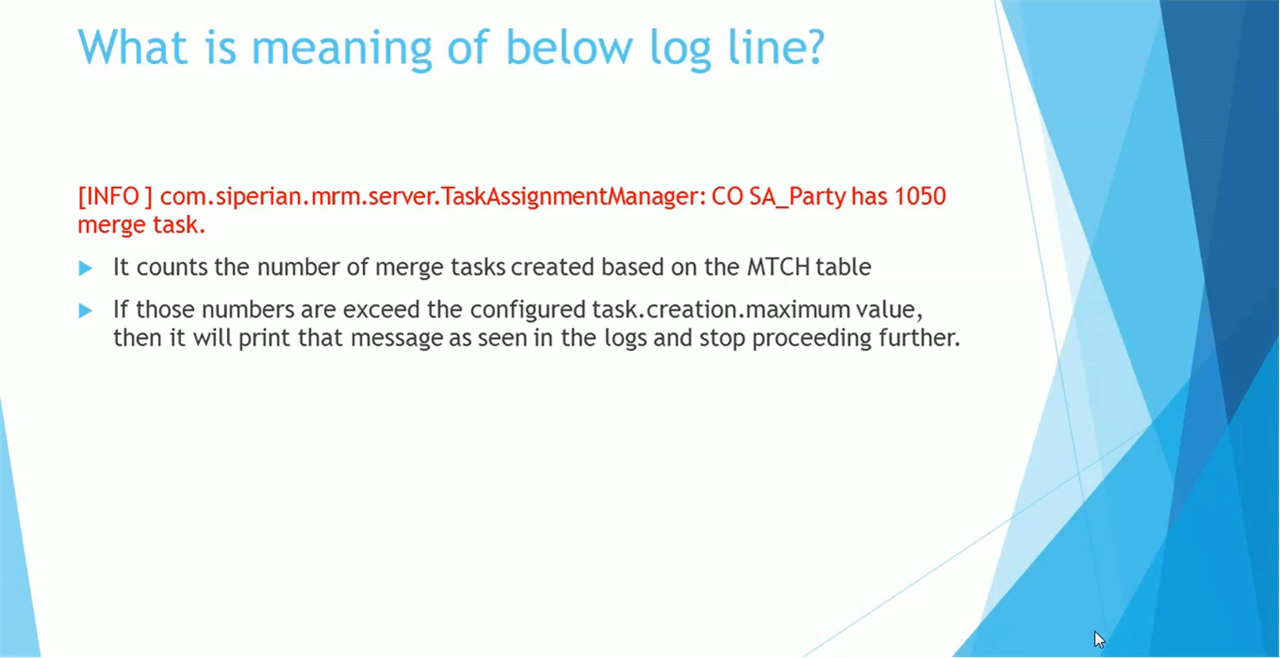 What is meaning of below log line?
[INFO ] com.siperian.mrm.server.TaskAssignmentManager: CO SA_Party has 1050
merge task.
It counts the number of merge tasks created based on the MTCH table
If those numbers are exceed the configured task.creation.maximum value,
then it will print that message as seen in the logs and stop proceeding further.